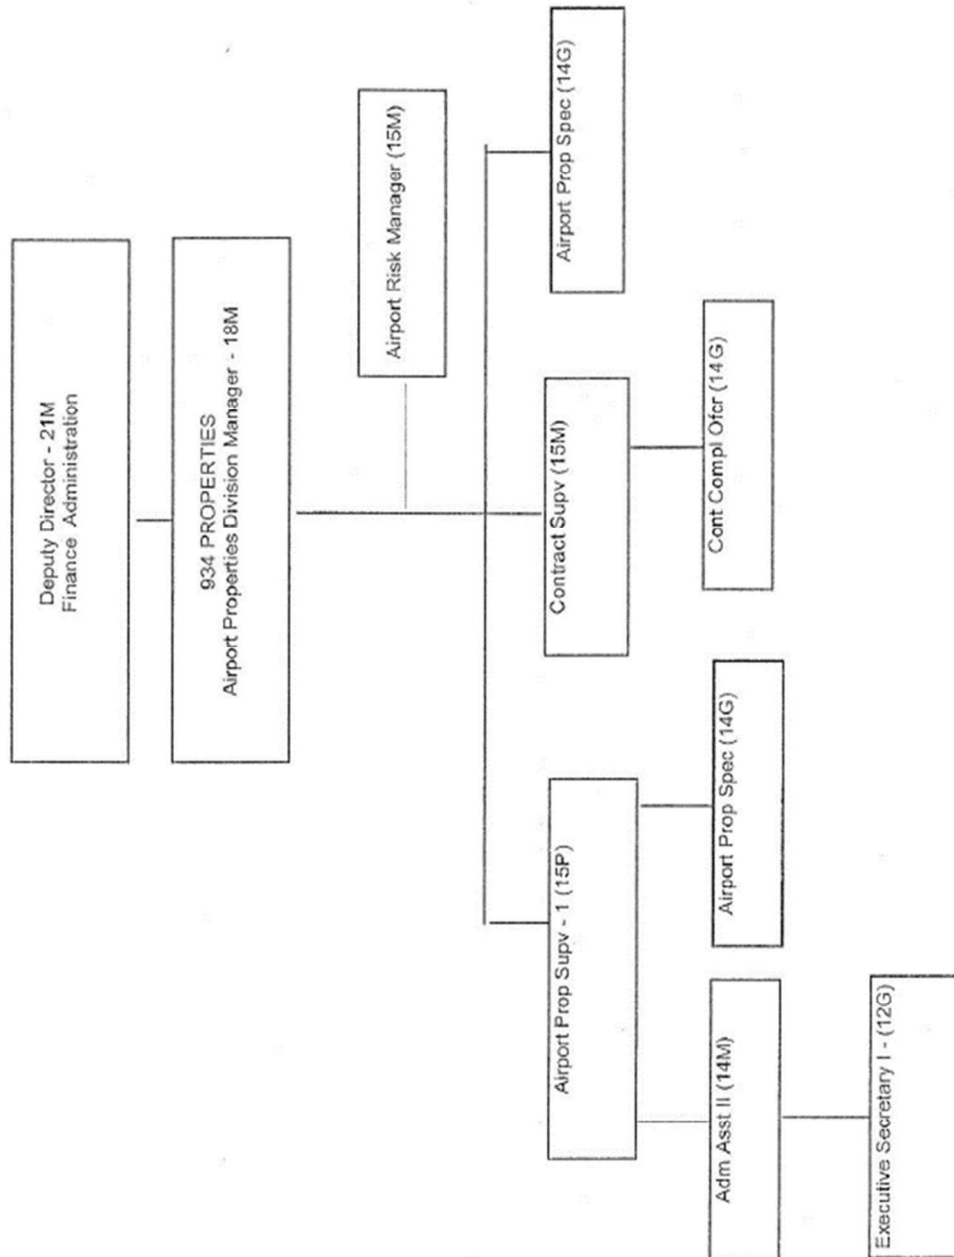 Deputy Director - 21M
Finance Administration
934 PROPERTIES
Airport Properties Division Manager - 18M
Airport Risk Manager (15M)
Airport Prop Supv - 1 (15P)
Contract Supv (15M)
Airport Prop Spec (14G)
Adm Asst II (14M)
Airport Prop Spec (14G)
Cont Compl Ofcr (14G)
Executive Secretary I - (12G)